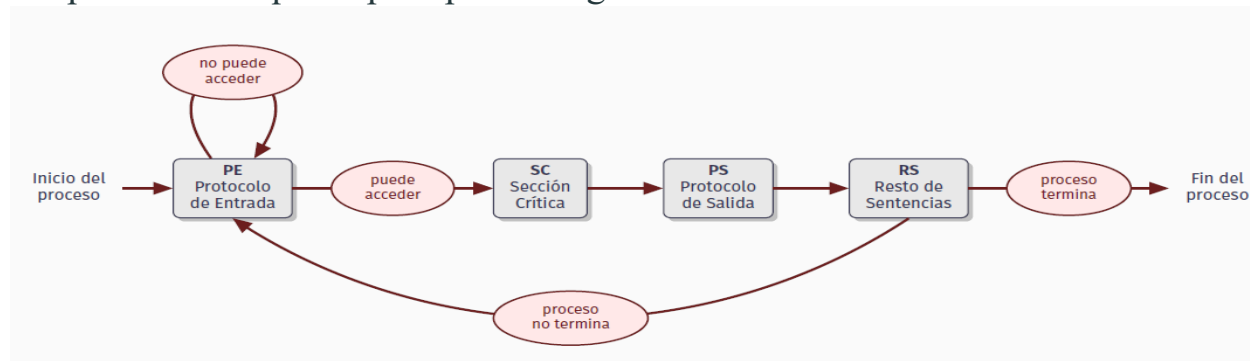 no puede
acceder
Inicio del
proceso
PE
Protocolo
de Entrada
puede
acceder
SC
Sección
Crítica
PS
Protocolo
de Salida
RS
Resto de
Sentencias
proceso
termina
Fin del
proceso
proceso
no termina